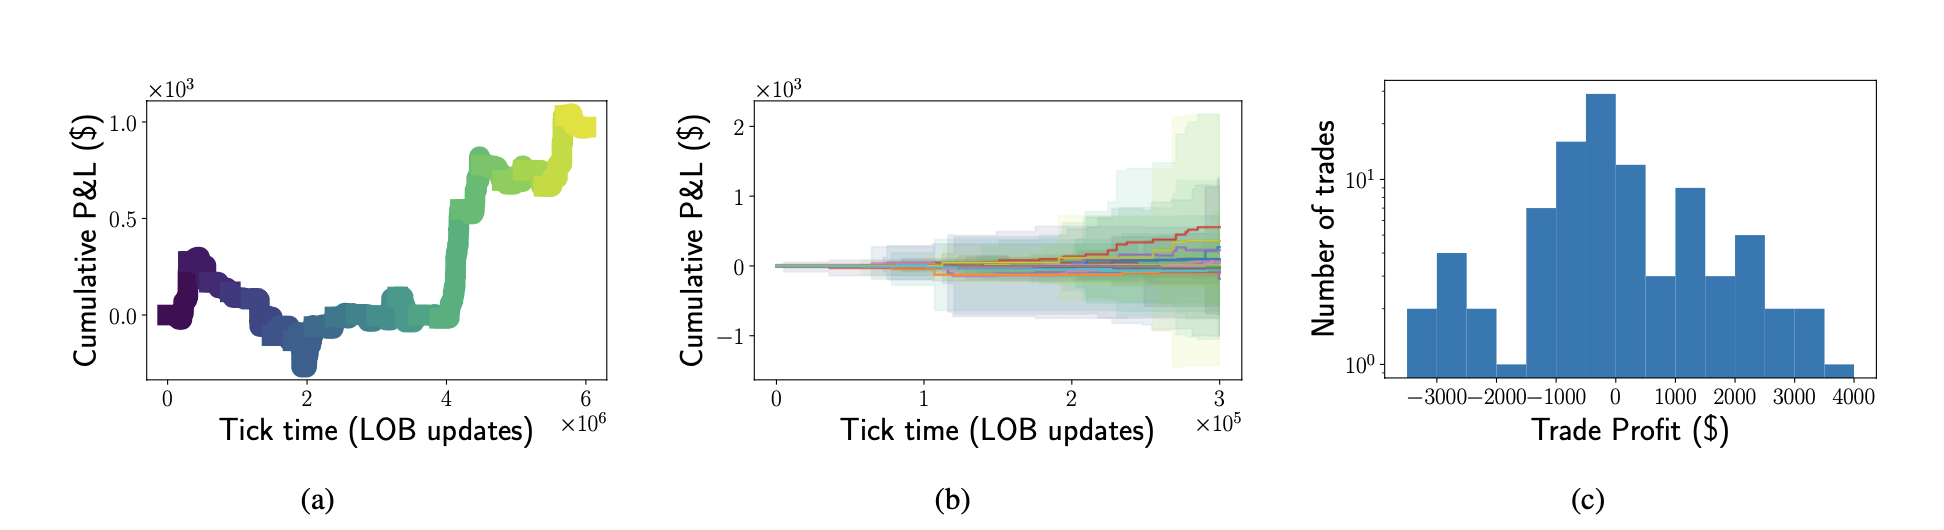 ×10³
Cumulative P&L ($)
1.0
0.5
0.0
0 2 4 6
×10⁶
Tick time (LOB updates)
(a)
×10³
Cumulative P&L ($)
2
1
0
−1
0 1 2 3
×10⁵
Tick time (LOB updates)
(b)
Number of trades
10¹
10⁰
−3000 −2000 −1000 0 1000 2000 3000 4000
Trade Profit ($)
(c)